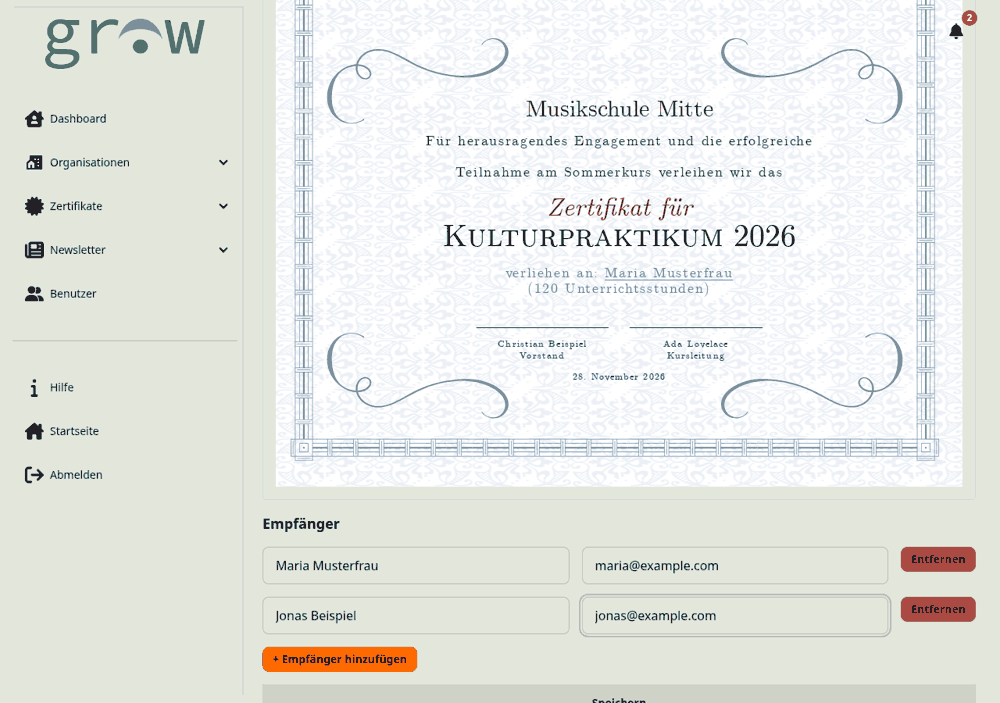 grow
2
Dashboard
Organisationen
Zertifikate
Newsletter
Benutzer
Hilfe
Startseite
Abmelden
Musikschule Mitte
Für herausragendes Engagement und die erfolgreiche
Teilnahme am Sommerkurs verleihen wir das
Zertifikat für
KULTURPRAKTIKUM 2026
verliehen an: Maria Musterfrau
(120 Unterrichtsstunden)
Christian Beispiel
Vorstand
Ada Lovelace
Kursleitung
28. November 2026
Empfänger
Maria Musterfrau
maria@example.com
Entfernen
Jonas Beispiel
jonas@example.com
Entfernen
+ Empfänger hinzufügen
Speichern